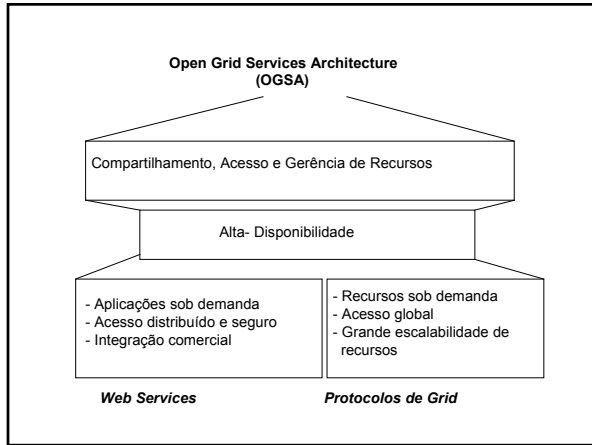 Open Grid Services Architecture
(OGSA)
Compartilhamento, Acesso e Gerência de Recursos
Alta- Disponibilidade
- Aplicações sob demanda
- Acesso distribuído e seguro
- Integração comercial
- Recursos sob demanda
- Acesso global
- Grande escalabilidade de
recursos
Web Services
Protocolos de Grid